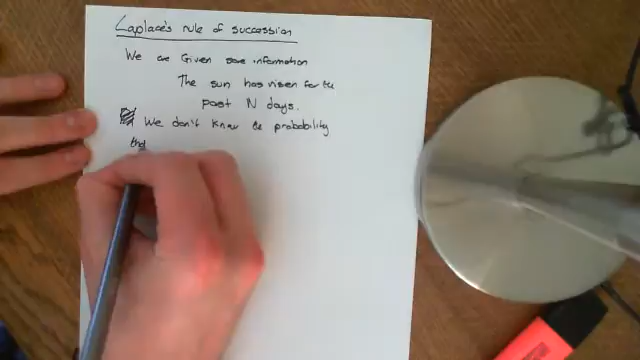 Laplace's rule of succession
We are Given some information
The sun has risen for the
past N days.
We don't know the probability
that